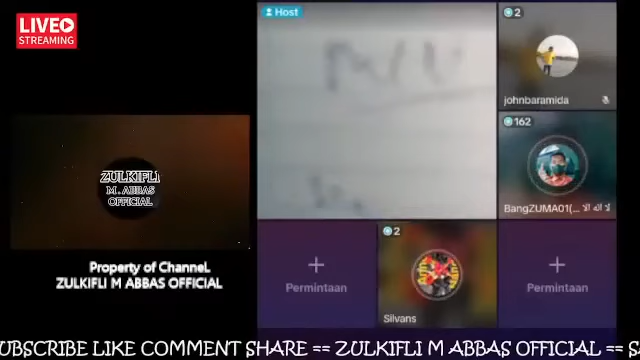 LIVE
STREAMING
Host
2
johnbaramida
162
BangZUMA01(...
ZULKIFLI
M. ABBAS
OFFICIAL
Property of Channel.
ZULKIFLI M ABBAS OFFICIAL
Permintaan
2
Silvans
Permintaan
UBSCRIBE LIKE COMMENT SHARE == ZULKIFLI M ABBAS OFFICIAL == S